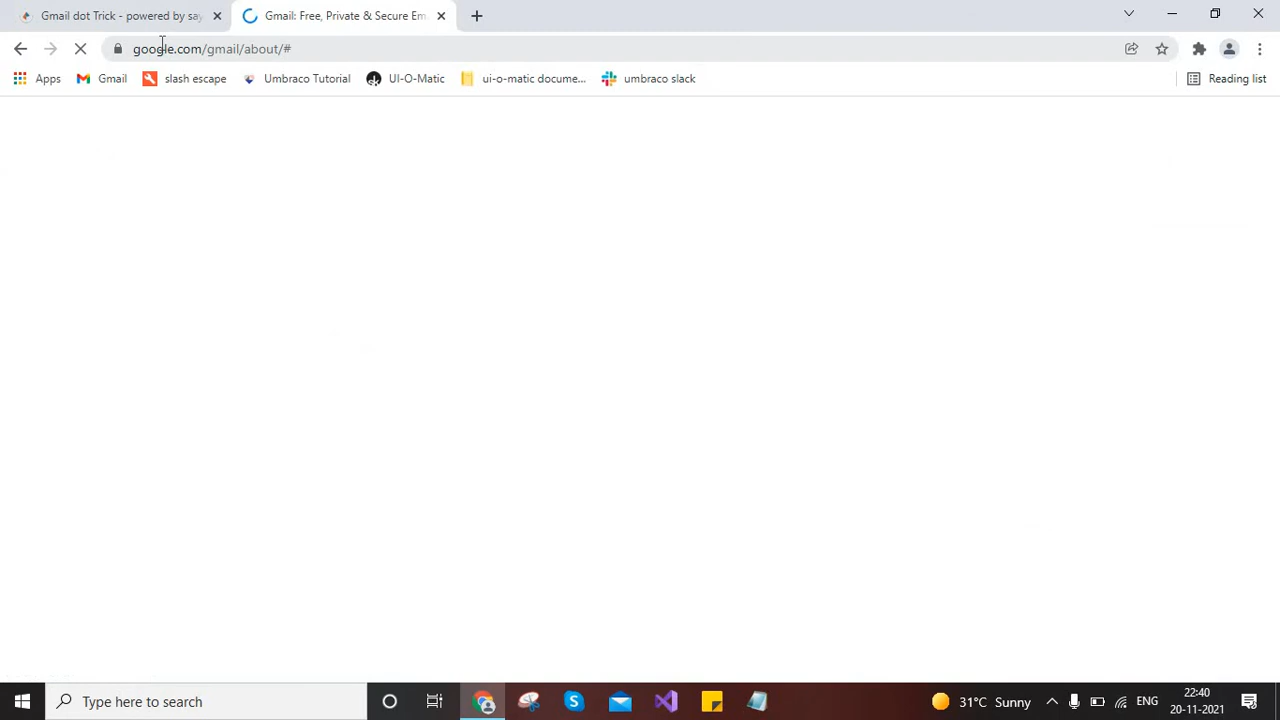 Gmail dot Trick - powered by say
Gmail: Free, Private & Secure Em
google.com/gmail/about/#
Apps
Gmail
slash escape
Umbraco Tutorial
UI-O-Matic
ui-o-matic docume...
umbraco slack
Reading list
Type here to search
31°C Sunny
ENG
22:40
20-11-2021